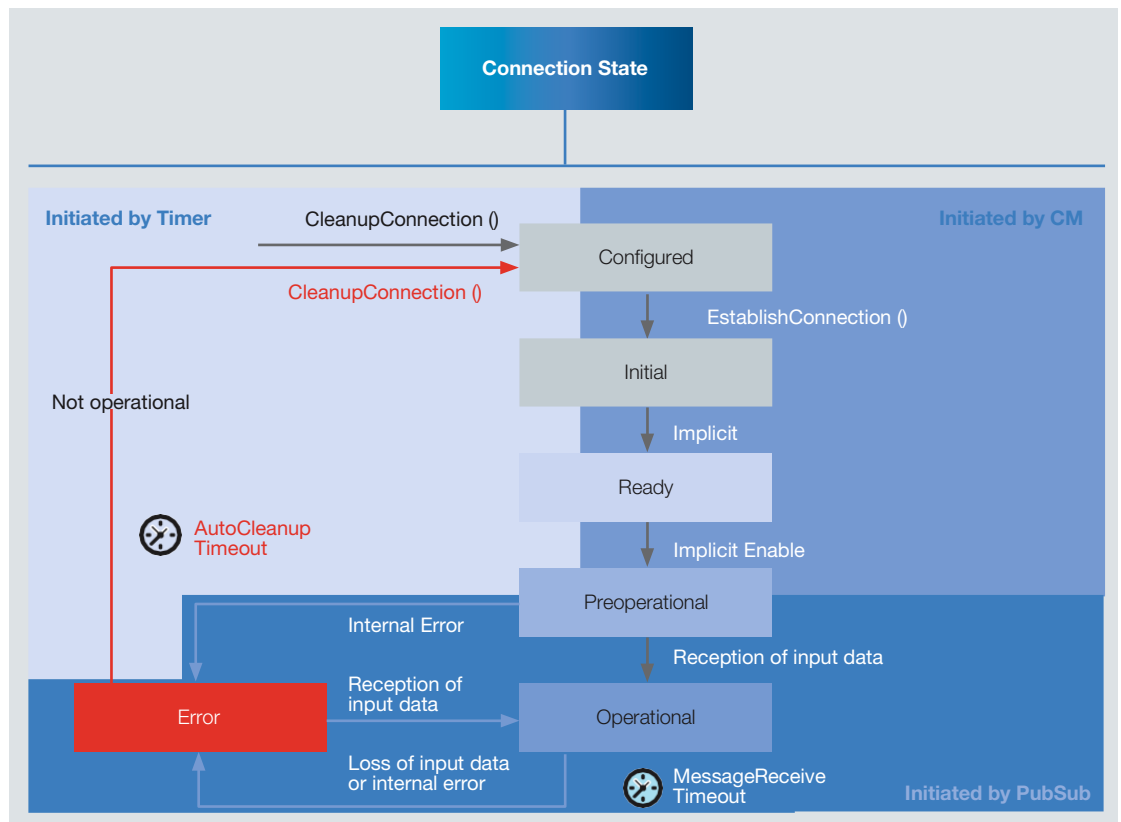 Connection State
Initiated by Timer
Initiated by CM
CleanupConnection ()
Configured
CleanupConnection ()
EstablishConnection ()
Initial
Not operational
Implicit
Ready
AutoCleanup
Timeout
Implicit Enable
Preoperational
Internal Error
Reception of input data
Reception of
input data
Error
Operational
Loss of input data
or internal error
MessageReceive
Timeout
Initiated by PubSub